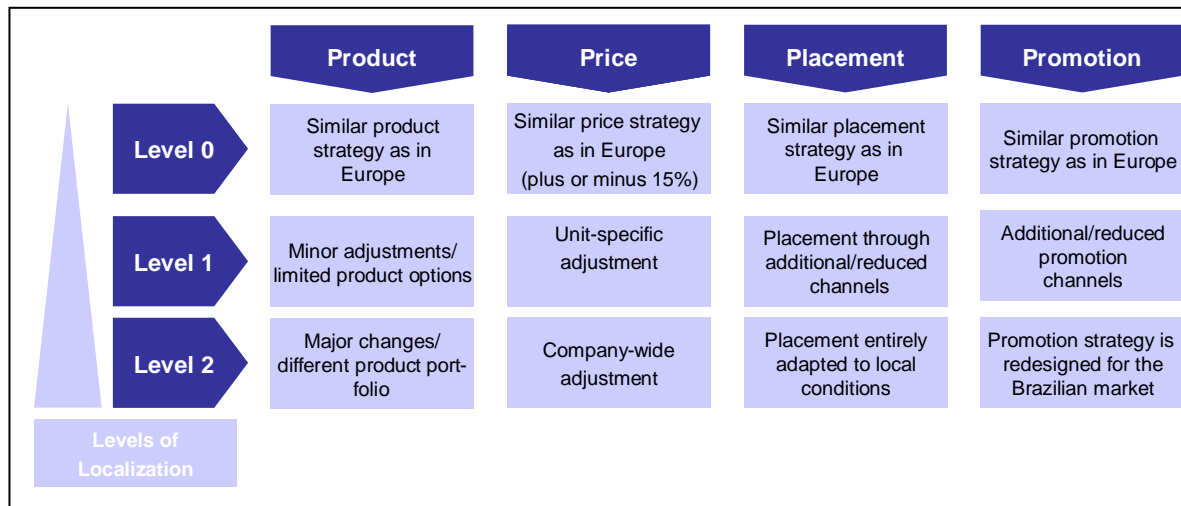 Product
Price
Placement
Promotion
Level 0
Similar product
strategy as in
Europe
Similar price strategy
as in Europe
(plus or minus 15%)
Similar placement
strategy as in
Europe
Similar promotion
strategy as in Europe
Level 1
Minor adjustments/
limited product options
Unit-specific
adjustment
Placement through
additional/reduced
channels
Additional/reduced
promotion
channels
Level 2
Major changes/
different product port-
folio
Company-wide
adjustment
Placement entirely
adapted to local
conditions
Promotion strategy is
redesigned for the
Brazilian market
Levels of
Localization